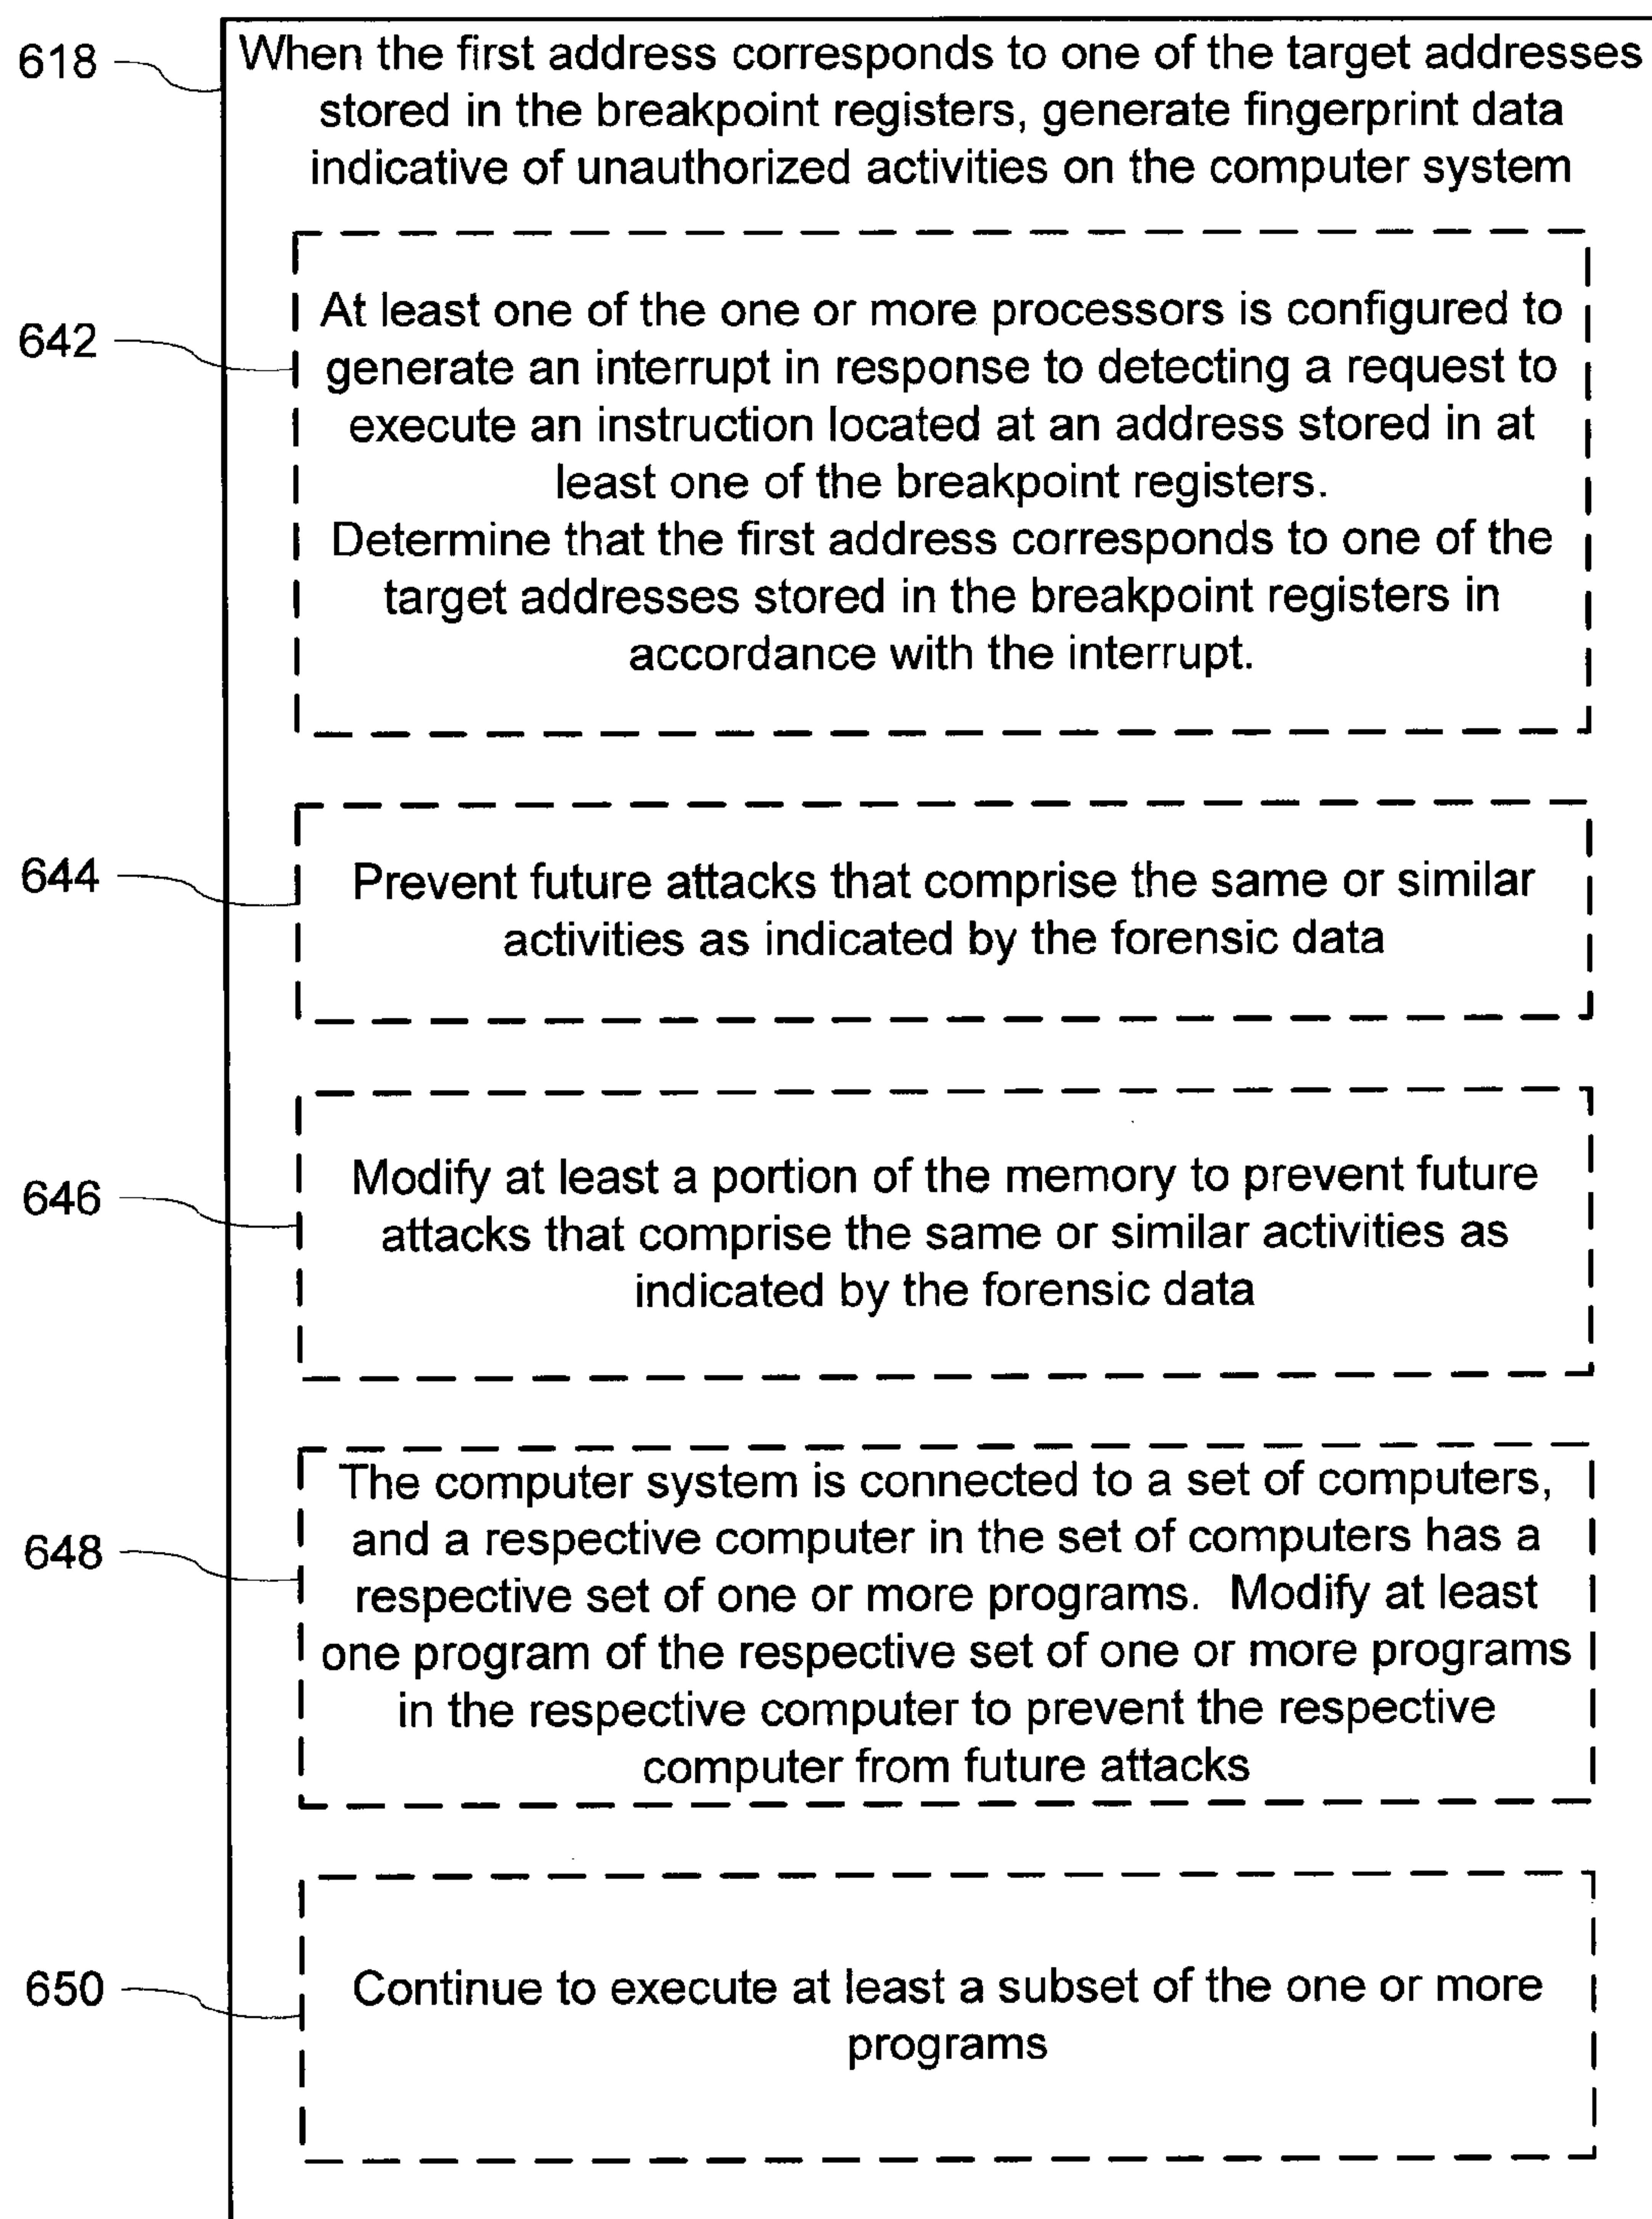 618
When the first address corresponds to one of the target addresses
stored in the breakpoint registers, generate fingerprint data
indicative of unauthorized activities on the computer system
642
At least one of the one or more processors is configured to
generate an interrupt in response to detecting a request to
execute an instruction located at an address stored in at
least one of the breakpoint registers.
Determine that the first address corresponds to one of the
target addresses stored in the breakpoint registers in
accordance with the interrupt.
644
Prevent future attacks that comprise the same or similar
activities as indicated by the forensic data
646
Modify at least a portion of the memory to prevent future
attacks that comprise the same or similar activities as
indicated by the forensic data
648
The computer system is connected to a set of computers,
and a respective computer in the set of computers has a
respective set of one or more programs. Modify at least
one program of the respective set of one or more programs
in the respective computer to prevent the respective
computer from future attacks
650
Continue to execute at least a subset of the one or more
programs